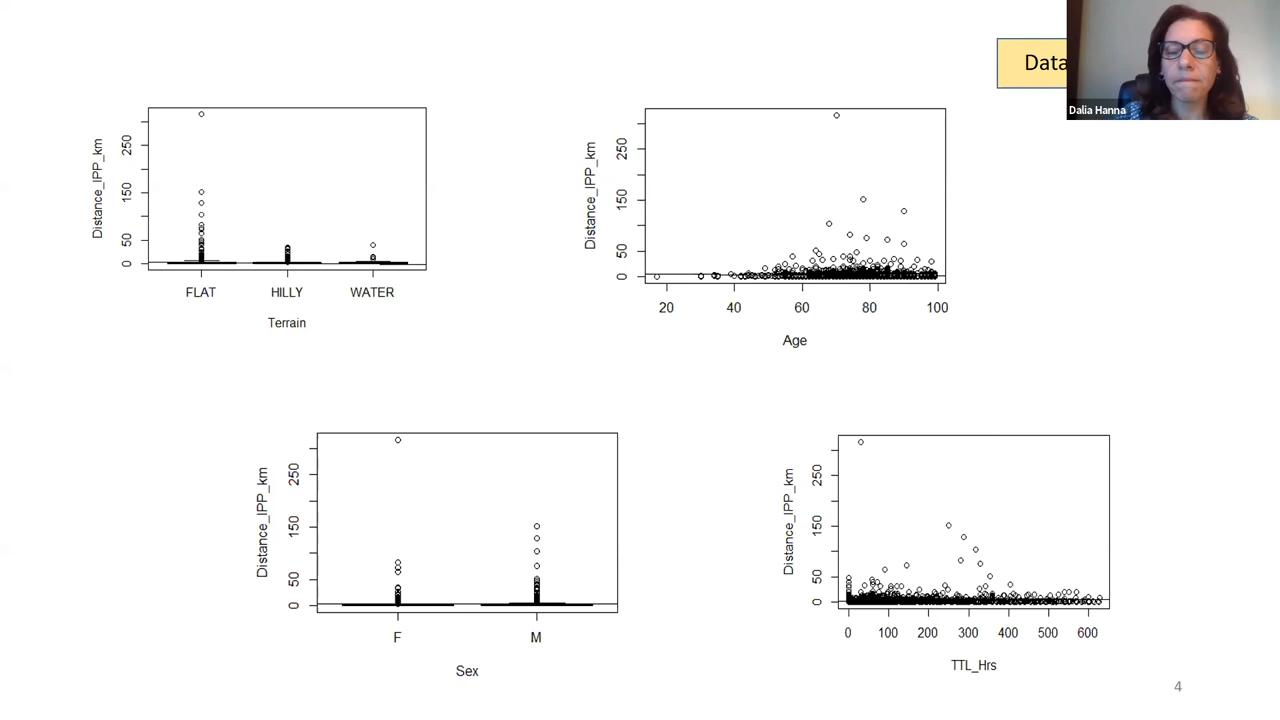 Data
Dalia Hanna
Distance_IPP_km
250
150
50
0
FLAT HILLY WATER
Terrain
Distance_IPP_km
250
150
50
0
20 40 60 80 100
Age
Distance_IPP_km
250
150
50
0
F M
Sex
Distance_IPP_km
250
150
50
0
0 100 200 300 400 500 600
TTL_Hrs
4